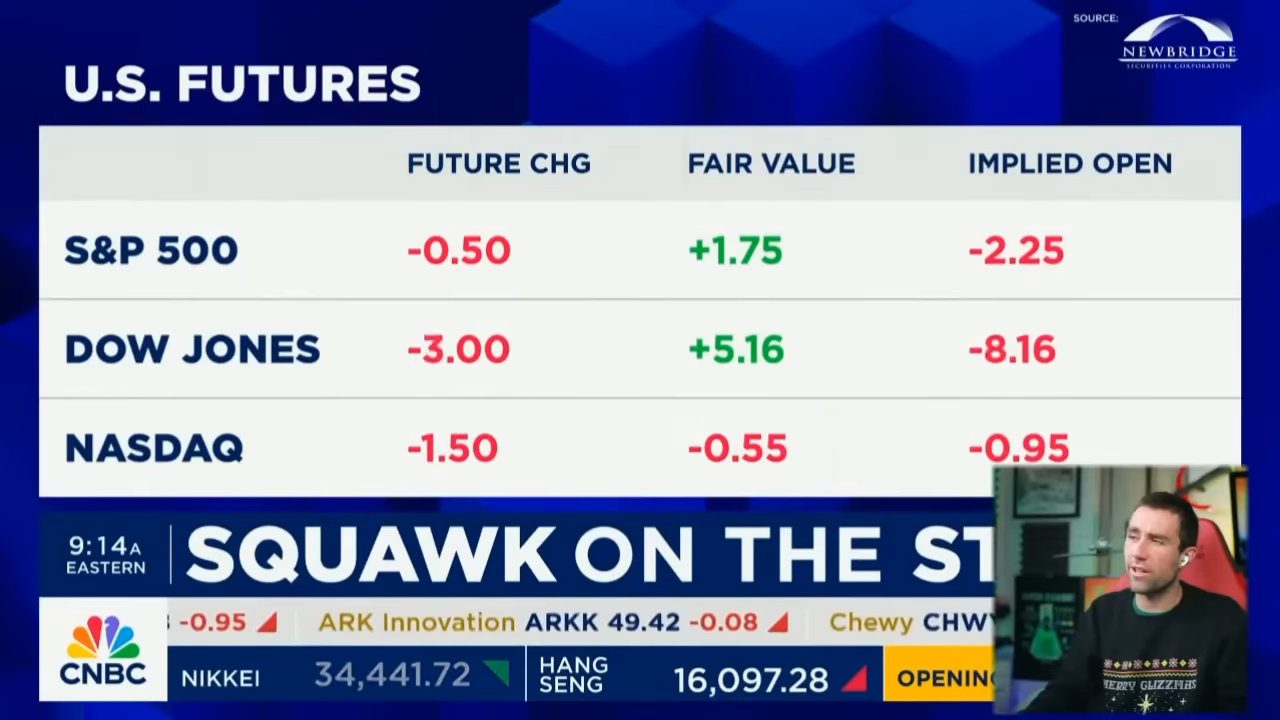 SOURCE:
NEWBRIDGE
SECURITIES CORPORATION
U.S. FUTURES
FUTURE CHG FAIR VALUE IMPLIED OPEN
S&P 500 -0.50 +1.75 -2.25
DOW JONES -3.00 +5.16 -8.16
NASDAQ -1.50 -0.55 -0.95
9:14A
EASTERN
SQUAWK ON THE ST
-0.95 ARK Innovation ARKK 49.42 -0.08 Chewy CHWY
CNBC
NIKKEI 34,441.72 HANG SENG 16,097.28 OPENING
MERRY GLIZZMAS